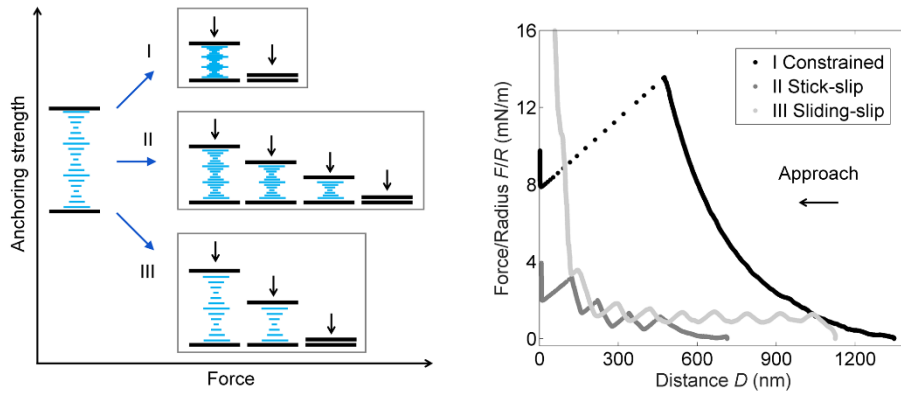 Anchoring strength
I
II
III
Force
Force/Radius F/R (mN/m)
16
12
8
4
0
I Constrained
II Stick-slip
III Sliding-slip
Approach
0
300
600
900
1200
Distance D (nm)